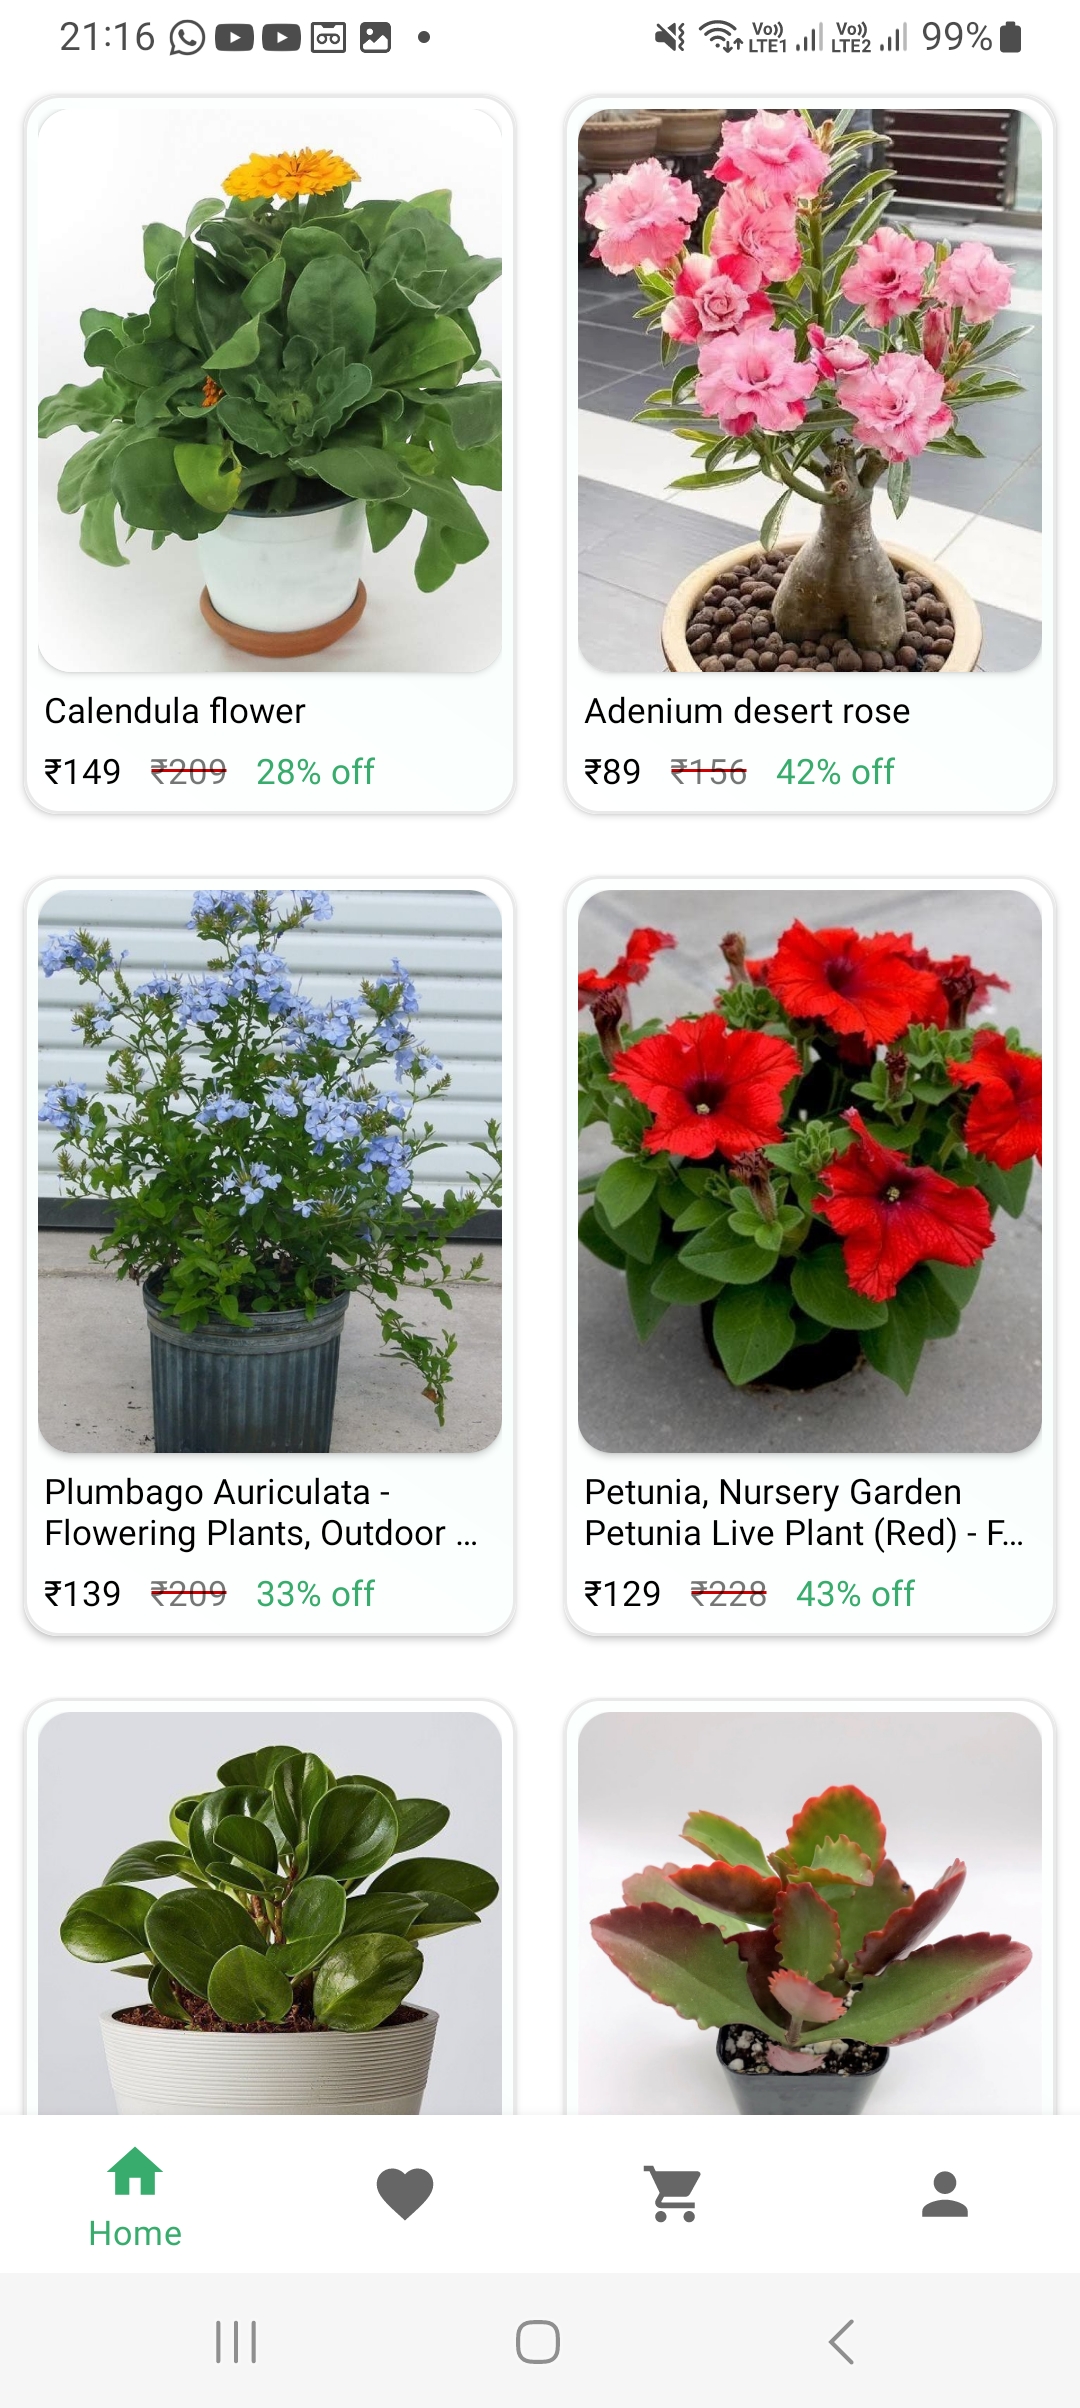 21:16
Vo)) LTE1
Vo)) LTE2
99%
Calendula flower
₹149 ₹209 28% off
Adenium desert rose
₹89 ₹156 42% off
Plumbago Auriculata -
Flowering Plants, Outdoor ...
₹139 ₹209 33% off
Petunia, Nursery Garden
Petunia Live Plant (Red) - F...
₹129 ₹228 43% off
Home